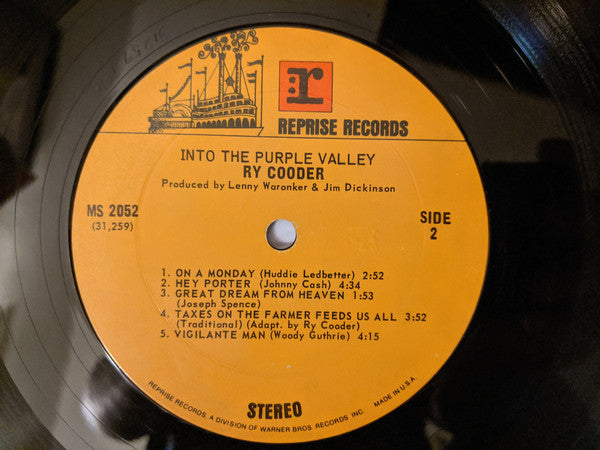 r
REPRISE RECORDS
INTO THE PURPLE VALLEY
RY COODER
Produced by Lenny Waronker & Jim Dickinson
MS 2052
(31,259)
SIDE
2
1. ON A MONDAY (Huddie Ledbetter) 2:52
2. HEY PORTER (Johnny Cash) 4:34
3. GREAT DREAM FROM HEAVEN 1:53
(Joseph Spence)
4. TAXES ON THE FARMER FEEDS US ALL 3:52
(Traditional) (Adapt. by Ry Cooder)
5. VIGILANTE MAN (Woody Guthrie) 4:15
STEREO
REPRISE RECORDS, A DIVISION OF WARNER BROS. RECORDS, INC. MADE IN U.S.A.